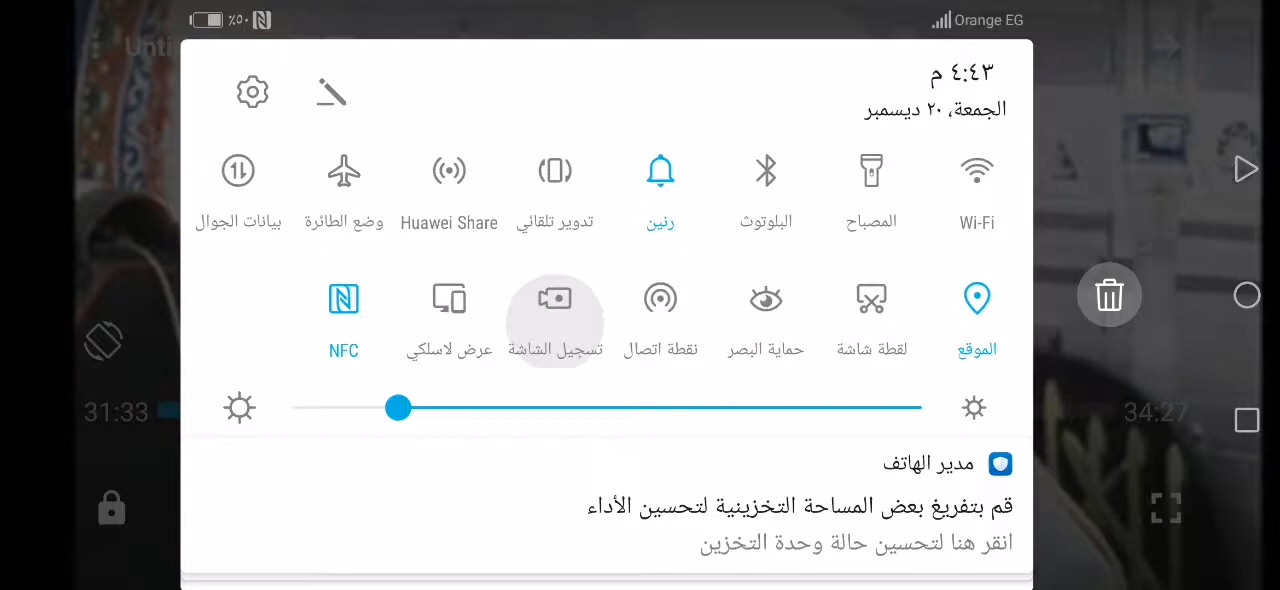 ٪٥٠
Orange EG
Unti
٤:٤٣ م
الجمعة، ٢٠ ديسمبر
Wi-Fi
المصباح
البلوتوث
رنين
تدوير تلقائي
Huawei Share
وضع الطائرة
بيانات الجوال
الموقع
لقطة شاشة
حماية البصر
نقطة اتصال
تسجيل الشاشة
عرض لاسلكي
NFC
31:33
34:27
مدير الهاتف
قم بتفريغ بعض المساحة التخزينية لتحسين الأداء
انقر هنا لتحسين حالة وحدة التخزين